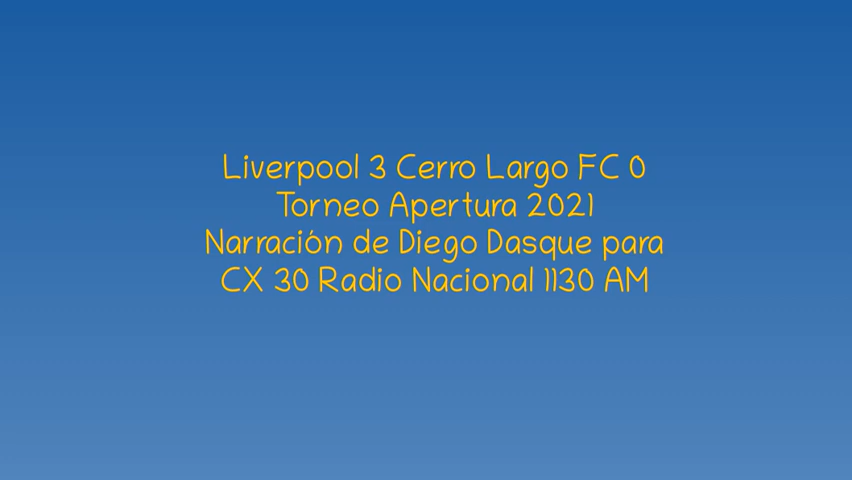 Liverpool 3 Cerro Largo FC 0
Torneo Apertura 2021
Narración de Diego Dasque para
CX 30 Radio Nacional 1130 AM